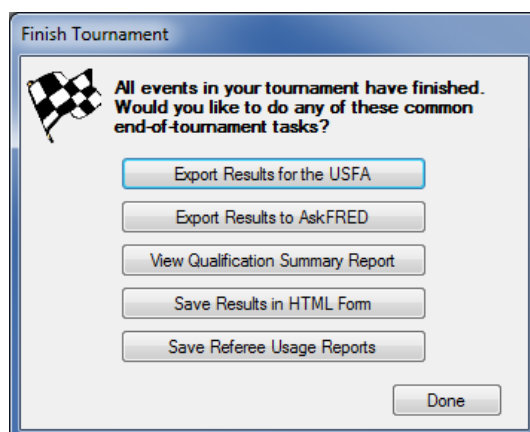 Finish Tournament
All events in your tournament have finished.
Would you like to do any of these common
end-of-tournament tasks?
Export Results for the USFA
Export Results to AskFRED
View Qualification Summary Report
Save Results in HTML Form
Save Referee Usage Reports
Done